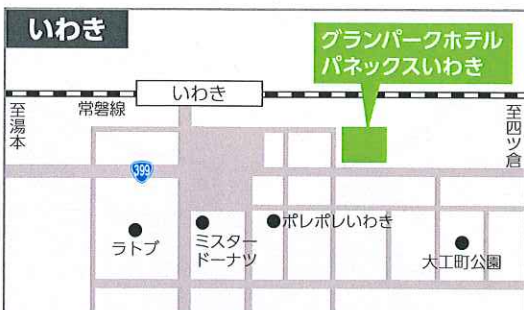 いわき
グランパークホテル
パネックスいわき
いわき
至湯本
常磐線
至四ツ倉
399
ラトブ
ミスター
ドーナツ
ポレポレいわき
大工町公園